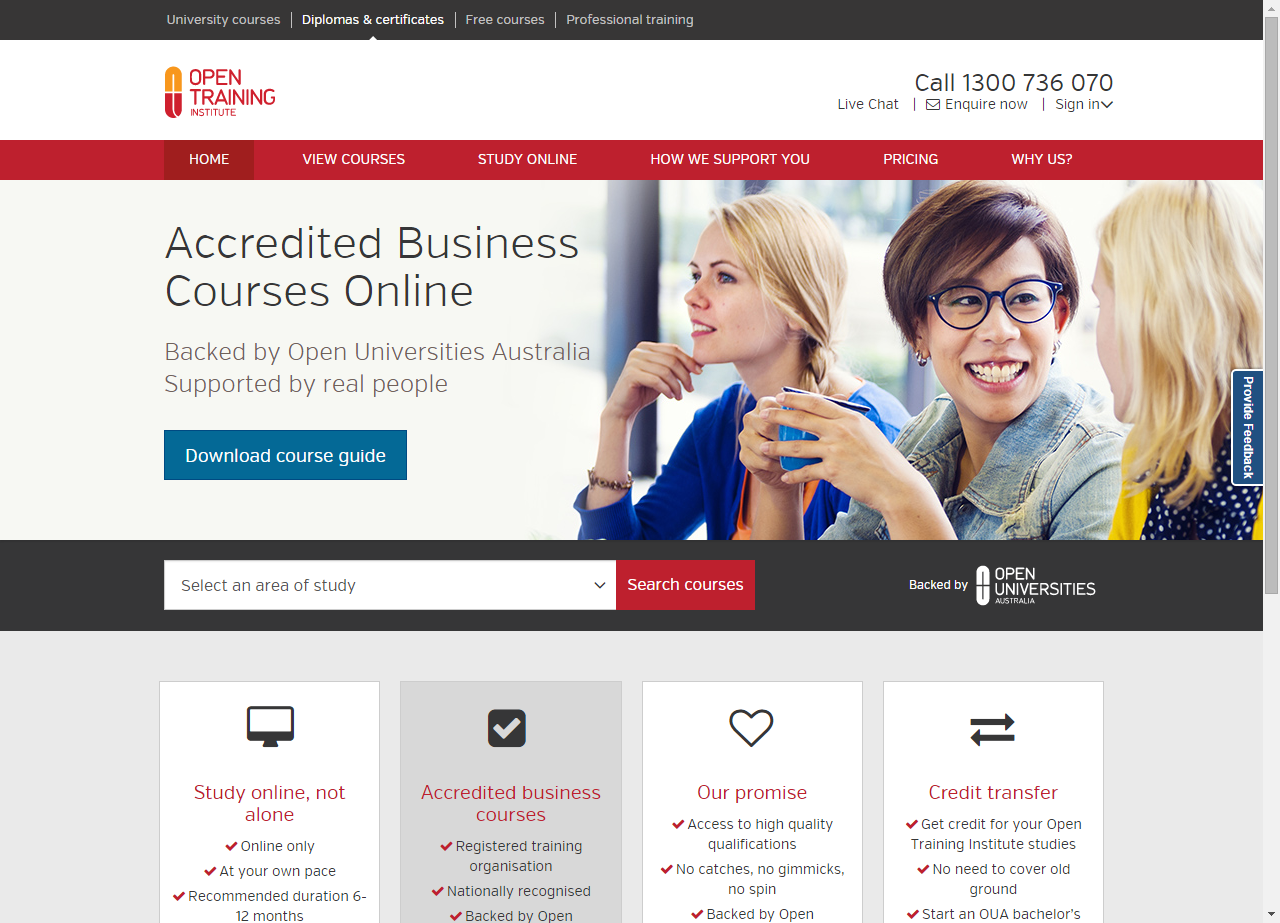 University courses
Diplomas & certificates
Free courses
Professional training
OPEN
TRAINING
INSTITUTE
Call 1300 736 070
Live Chat
Enquire now
Sign in
HOME
VIEW COURSES
STUDY ONLINE
HOW WE SUPPORT YOU
PRICING
WHY US?
Accredited Business
Courses Online
Backed by Open Universities Australia
Supported by real people
Download course guide
Provide Feedback
Select an area of study
Search courses
Backed by
OPEN
UNIVERSITIES
AUSTRALIA
Study online, not
alone
Online only
At your own pace
Recommended duration 6-
12 months
Accredited business
courses
Registered training
organisation
Nationally recognised
Backed by Open
Our promise
Access to high quality
qualifications
No catches, no gimmicks,
no spin
Backed by Open
Credit transfer
Get credit for your Open
Training Institute studies
No need to cover old
ground
Start an OUA bachelor's